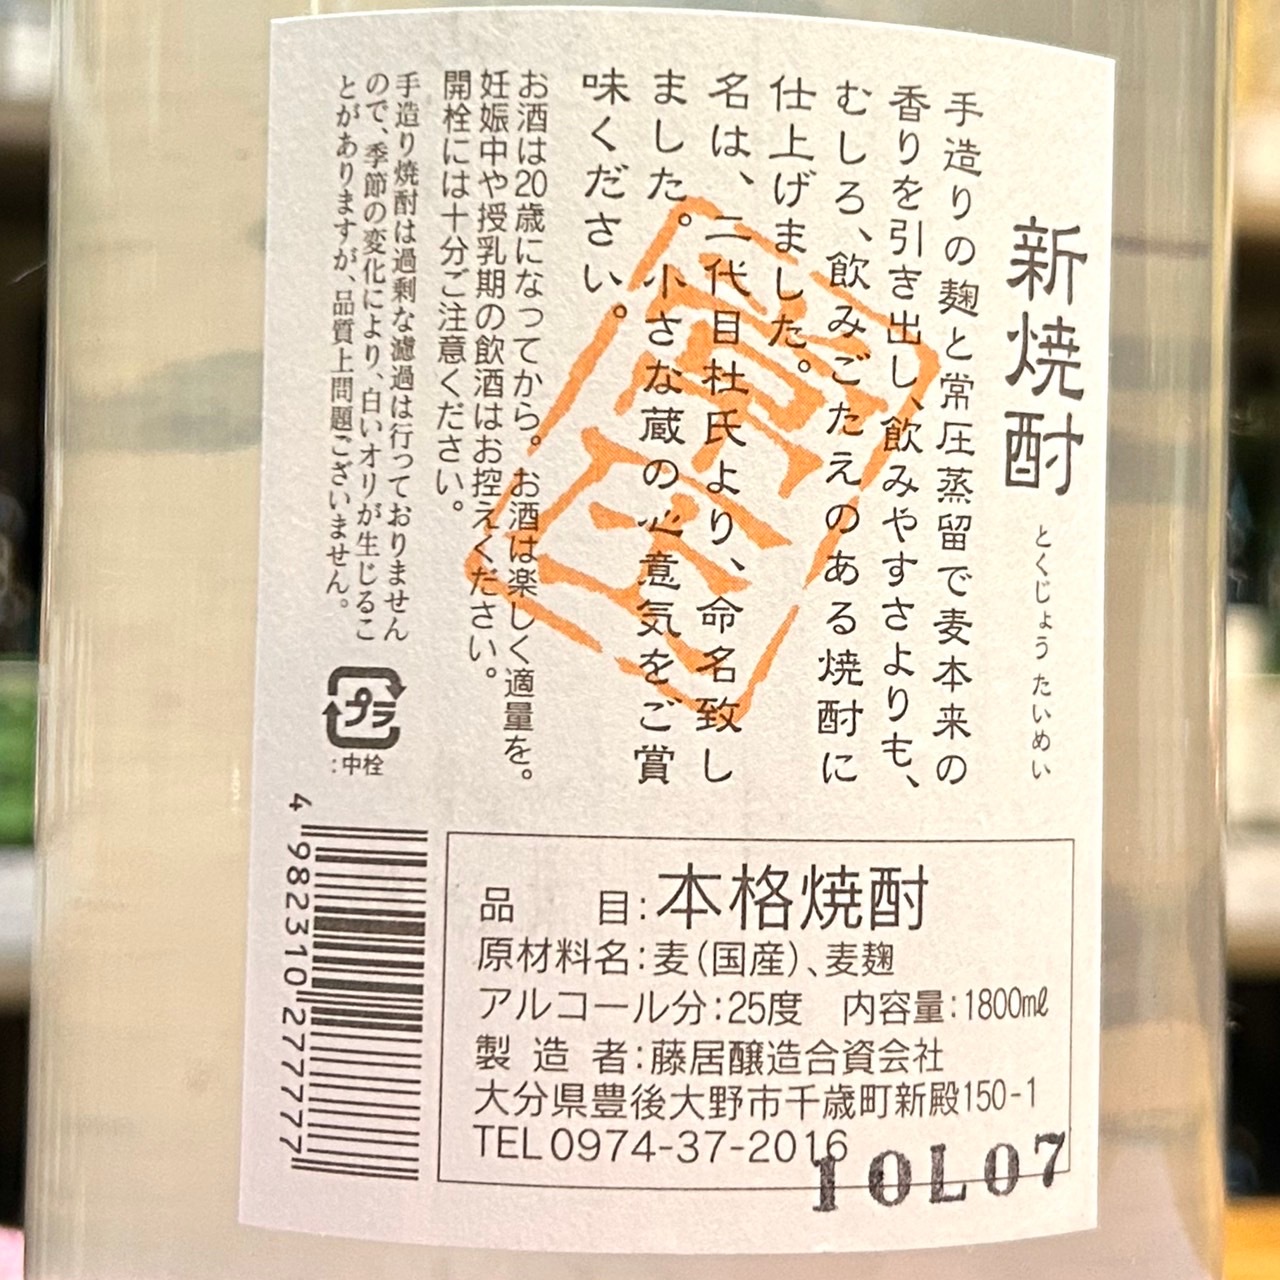 新焼酎
とくじょう たいめい
手造りの麹と常圧蒸留で麦本来の
香りを引き出し、飲みやすさよりも、
むしろ、飲みごたえのある焼酎に
仕上げました。
名は、二代目杜氏より、命名致し
ました。小さな蔵の心意気をご賞
味ください。
常圧
お酒は20歳になってから。お酒は楽しく適量を。
妊娠中や授乳期の飲酒はお控えください。
開栓には十分ご注意ください。
手造り焼酎は過剰な濾過は行っておりません
ので、季節の変化により、白いオリが生じるこ
とがありますが、品質上問題ございません。
プラ
:中栓
4 982310 277777
品 目:本格焼酎
原材料名:麦(国産)、麦麹
アルコール分:25度 内容量:1800mℓ
製造者:藤居醸造合資会社
大分県豊後大野市千歳町新殿150-1
TEL0974-37-2016
10L07